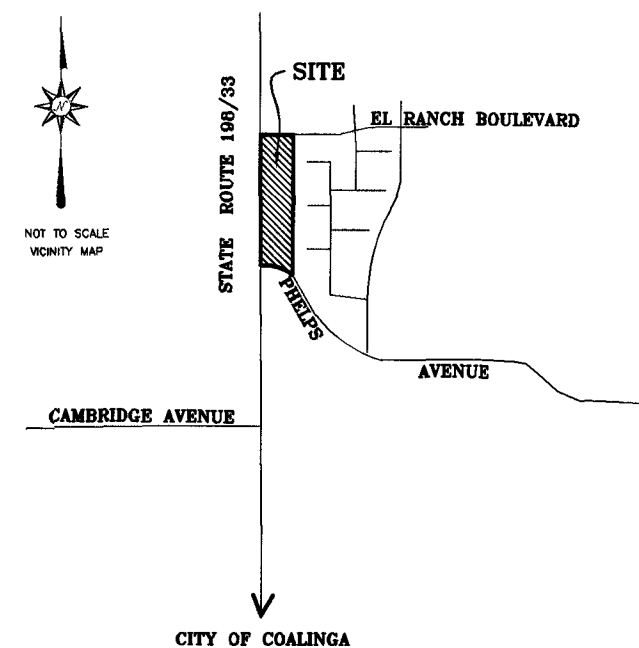 SITE
EL RANCH BOULEVARD
STATE ROUTE 198/33
N
NOT TO SCALE
VICINITY MAP
PHELPS
AVENUE
CAMBRIDGE AVENUE
CITY OF COALINGA